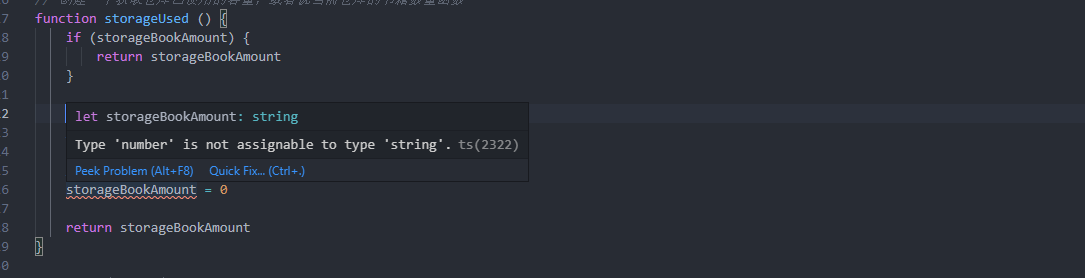 7 function storageUsed () {
8 if (storageBookAmount) {
9 return storageBookAmount
0 }
1
2
let storageBookAmount: string
3
Type 'number' is not assignable to type 'string'. ts(2322)
4
5 Peek Problem (Alt+F8) Quick Fix... (Ctrl+.)
6 storageBookAmount = 0
7
8 return storageBookAmount
9 }
0